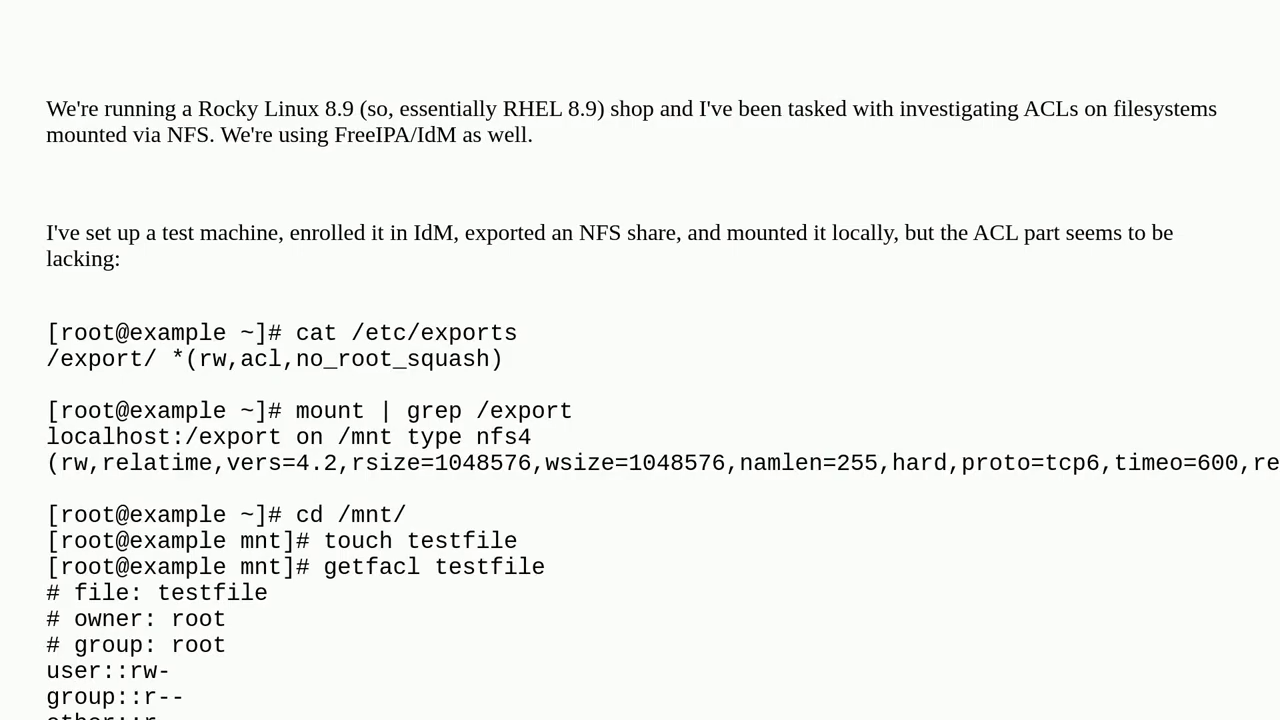 We're running a Rocky Linux 8.9 (so, essentially RHEL 8.9) shop and I've been tasked with investigating ACLs on filesystems
mounted via NFS. We're using FreeIPA/IdM as well.
I've set up a test machine, enrolled it in IdM, exported an NFS share, and mounted it locally, but the ACL part seems to be
lacking:
[root@example ~]# cat /etc/exports
/export/ *(rw,acl,no_root_squash)
[root@example ~]# mount | grep /export
localhost:/export on /mnt type nfs4
(rw,relatime,vers=4.2,rsize=1048576,wsize=1048576,namlen=255,hard,proto=tcp6,timeo=600,re
[root@example ~]# cd /mnt/
[root@example mnt]# touch testfile
[root@example mnt]# getfacl testfile
# file: testfile
# owner: root
# group: root
user::rw-
group::r--